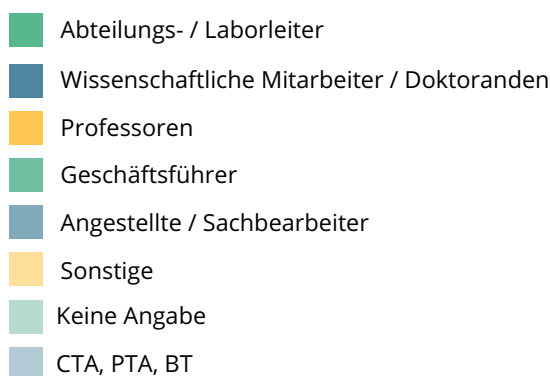 Abteilungs- / Laborleiter
Wissenschaftliche Mitarbeiter / Doktoranden
Professoren
Geschäftsführer
Angestellte / Sachbearbeiter
Sonstige
Keine Angabe
CTA, PTA, BT